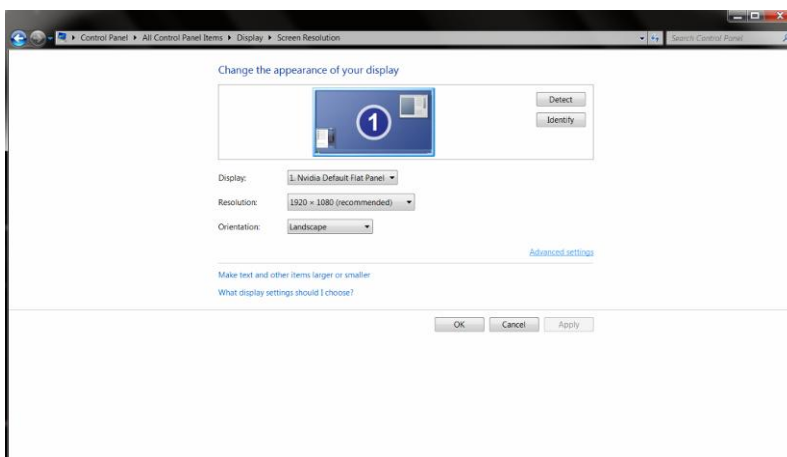 Control Panel ▸ All Control Panel Items ▸ Display ▸ Screen Resolution
Search Control Panel
Change the appearance of your display
1
Detect
Identify
Display: 1. Nvidia Default Flat Panel
Resolution: 1920 × 1080 (recommended)
Orientation: Landscape
Advanced settings
Make text and other items larger or smaller
What display settings should I choose?
OK Cancel Apply